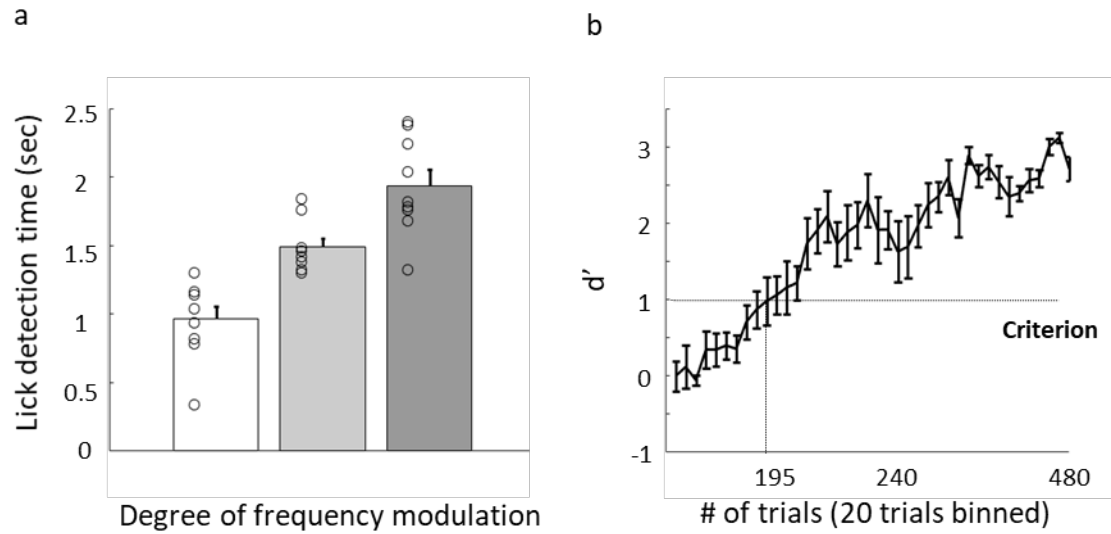 a
Lick detection time (sec)
2.5
2
1.5
1
0.5
0
Degree of frequency modulation
b
d’
3
2
1
0
-1
Criterion
195
240
480
# of trials (20 trials binned)